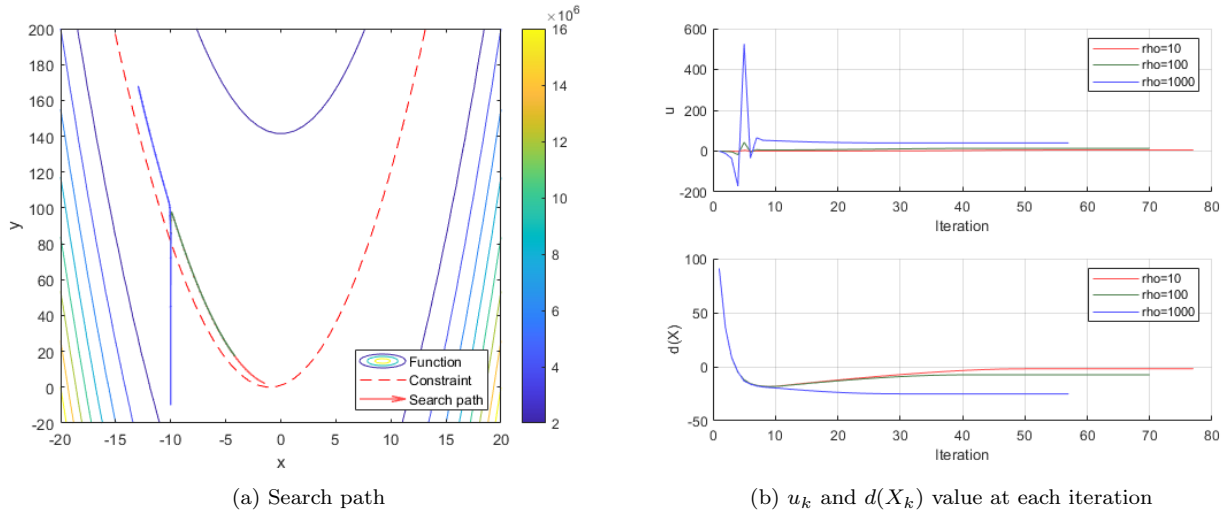 ×10⁶
200
180
160
140
120
100
80
60
40
20
0
-20
y
-20 -15 -10 -5 0 5 10 15 20
x
Function
Constraint
Search path
16
14
12
10
8
6
4
2
(a) Search path
600
400
200
0
-200
u
rho=10
rho=100
rho=1000
0 10 20 30 40 50 60 70 80
Iteration
100
50
0
-50
d(X)
rho=10
rho=100
rho=1000
0 10 20 30 40 50 60 70 80
Iteration
(b) uₖ and d(Xₖ) value at each iteration